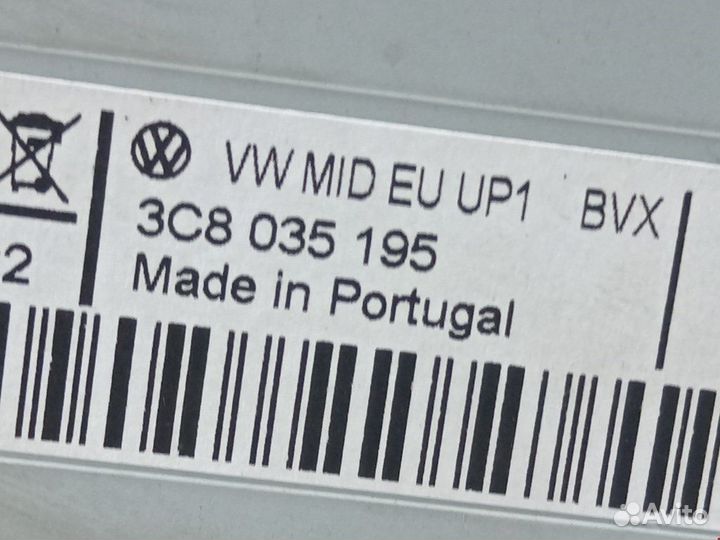 VW MID EU UP1 BVX
3C8 035 195
2
Made in Portugal
Avito